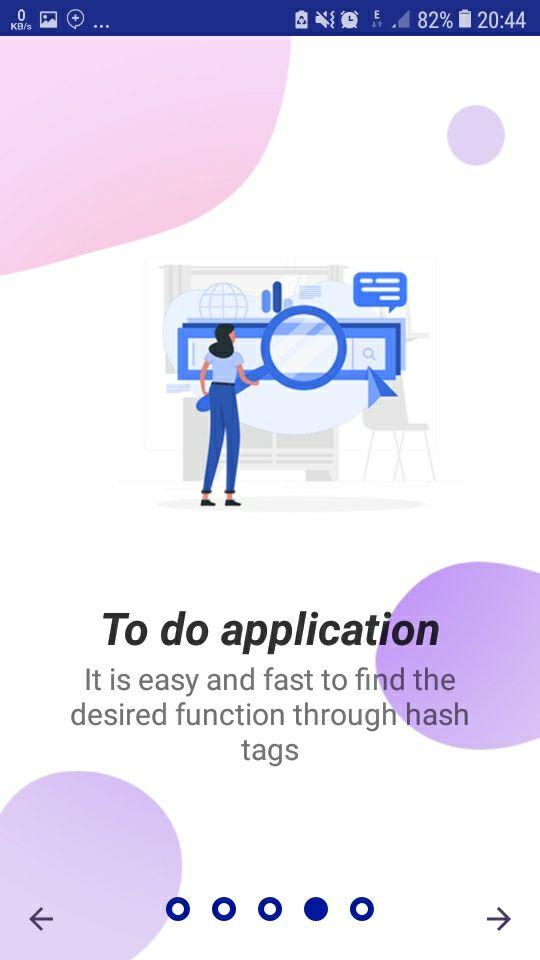 0
KB/s
...
E
82%
20:44
To do application
It is easy and fast to find the
desired function through hash
tags